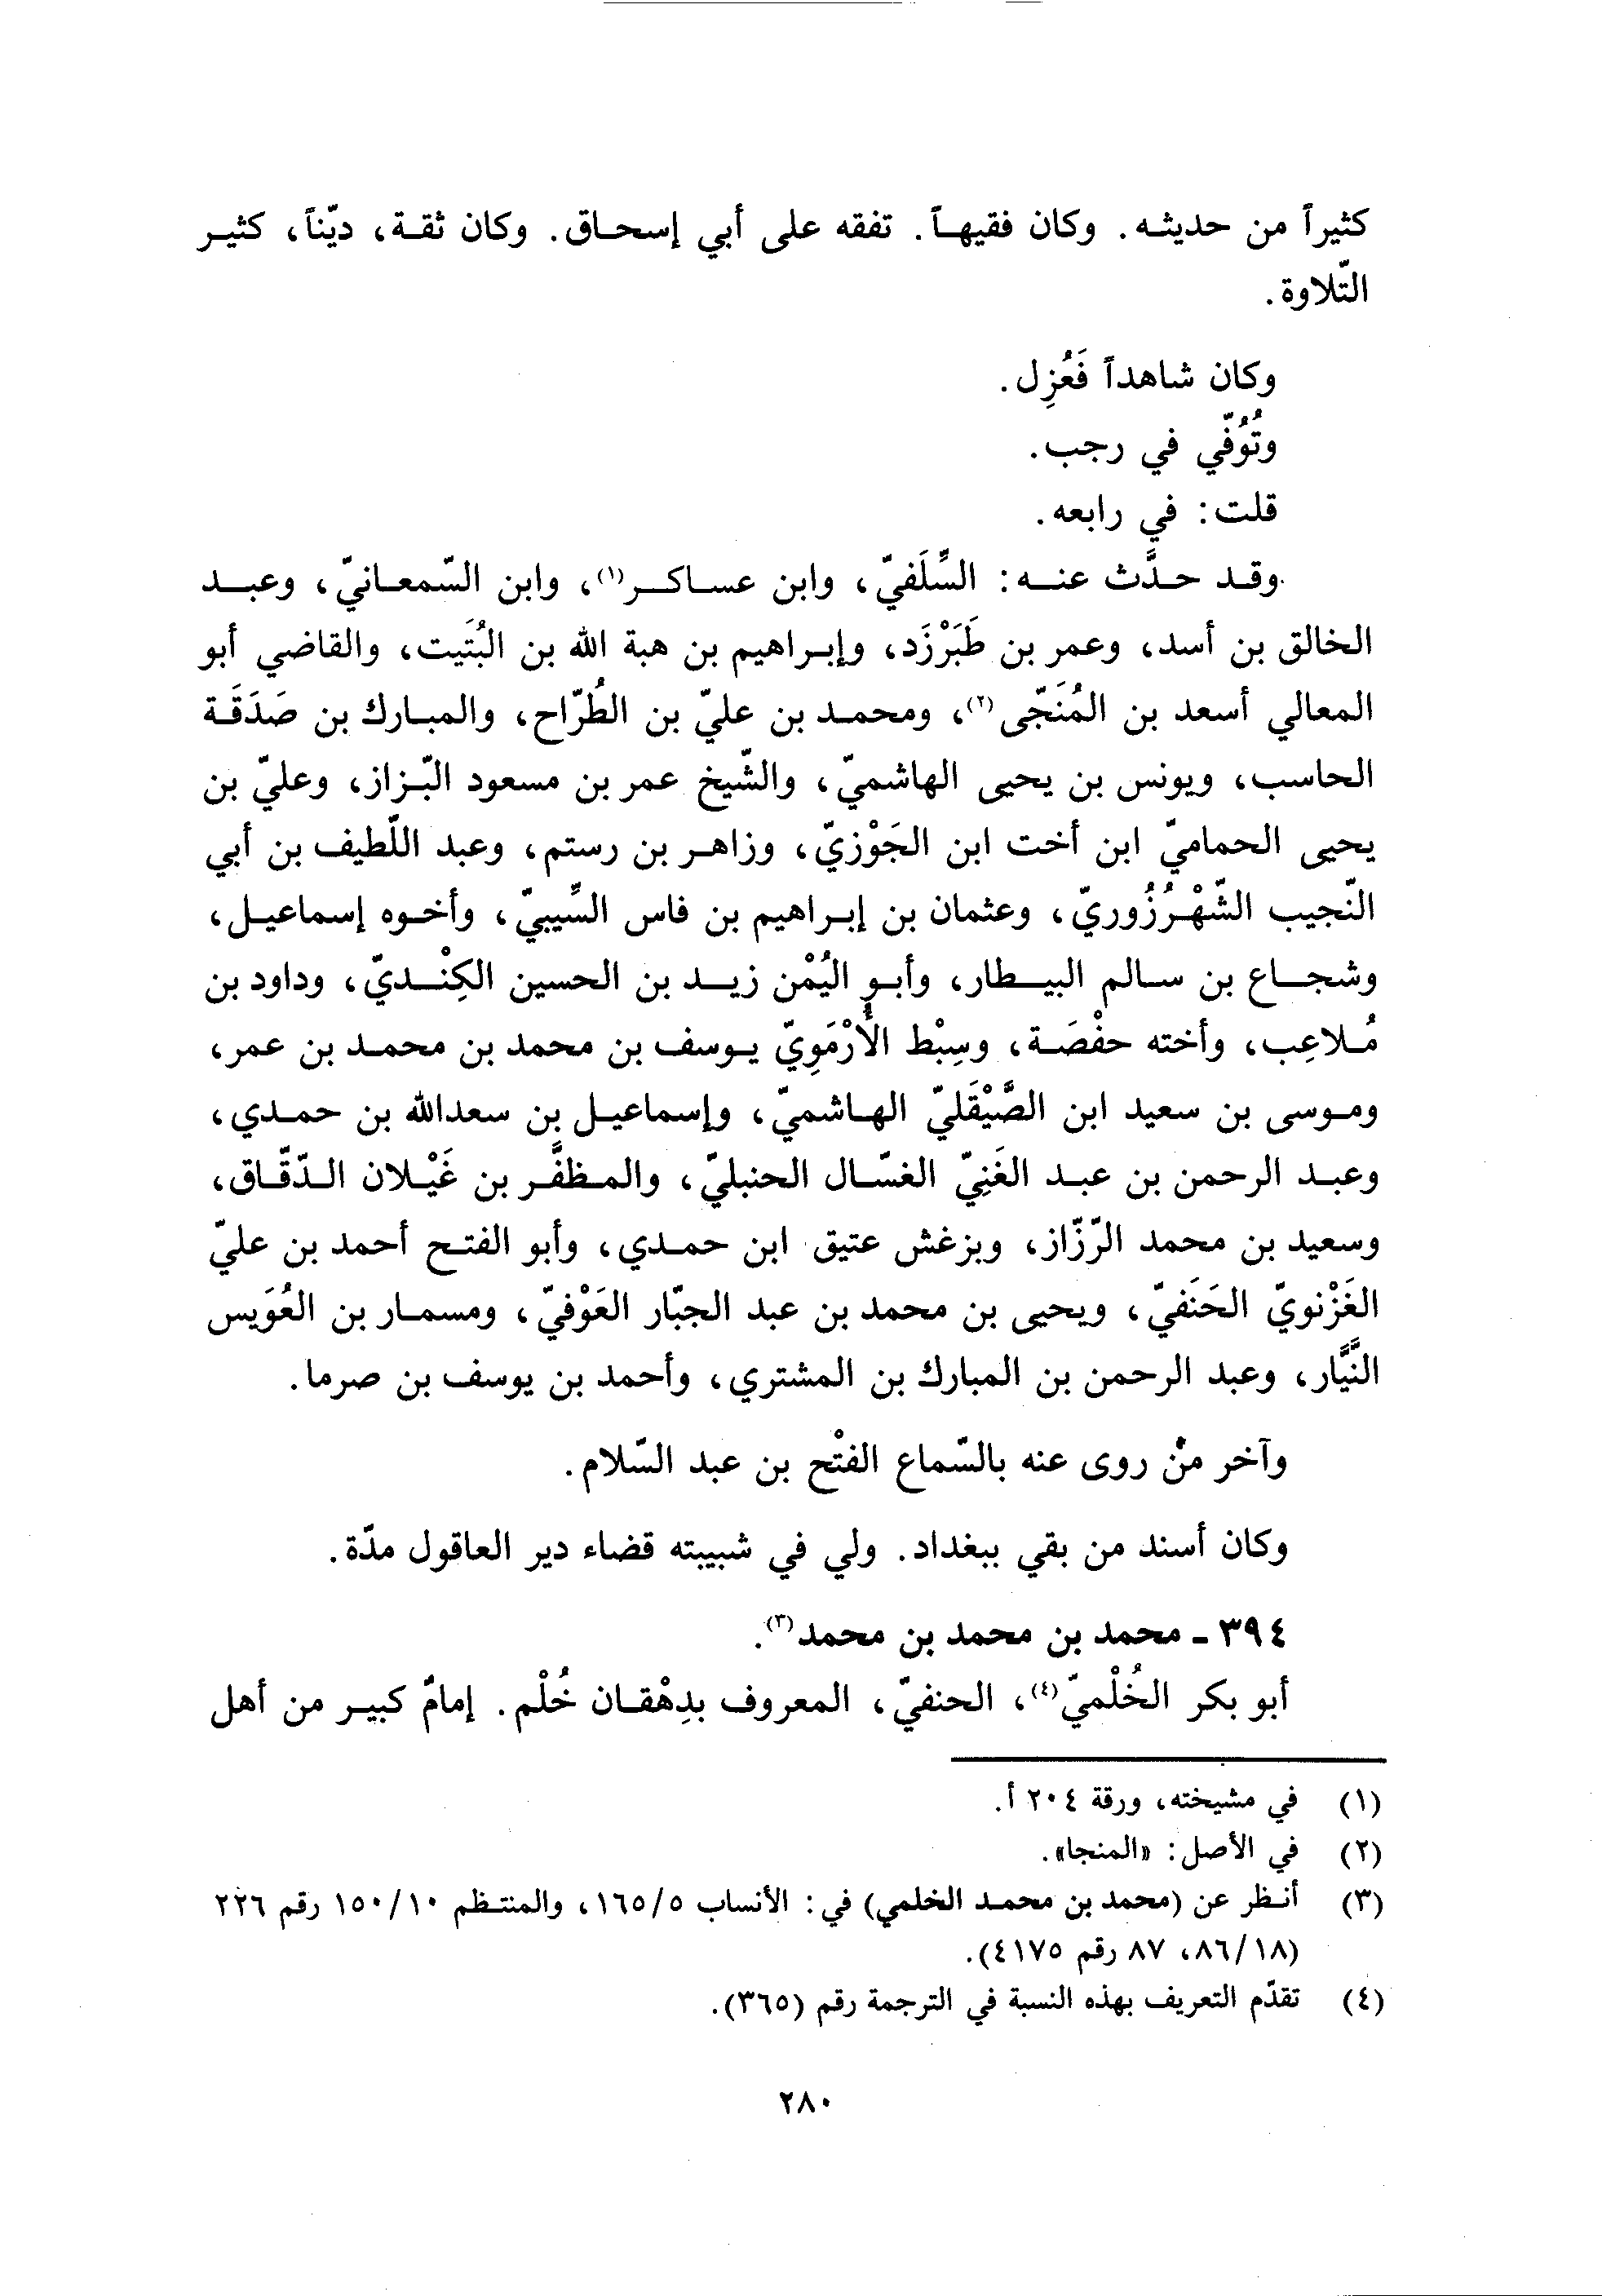 كثيراً من حديثه. وكان فقيهاً. تفقه على أبي إسحاق. وكان ثقة، ديّناً، كثير
التّلاوة.
وكان شاهداً فَعُزِل.
وتُوُفّي في رجب.
قلت: في رابعه.
وقد حدَّث عنه: السِّلَفيّ، وابن عساكر(١)، وابن السّمعانيّ، وعبد
الخالق بن أسد، وعمر بن طَبَرْزَد، وإبراهيم بن هبة الله بن البُتَيت، والقاضي أبو
المعالي أسعد بن المُنَجّى(٢)، ومحمد بن عليّ بن الطُرّاح، والمبارك بن صَدَقَة
الحاسب، ويونس بن يحيى الهاشميّ، والشّيخ عمر بن مسعود البّزاز، وعليّ بن
يحيى الحماميّ ابن أخت ابن الجَوْزيّ، وزاهر بن رستم، وعبد اللّطيف بن أبي
النّجيب الشّهْرُزُوريّ، وعثمان بن إبراهيم بن فاس السِّيبيّ، وأخوه إسماعيل،
وشجاع بن سالم البيطار، وأبو اليُمْن زيد بن الحسين الكِنْديّ، وداود بن
مُلاعِب، وأخته حفْصَة، وسِبْط الأُرْمَوِيّ يوسف بن محمد بن محمد بن عمر،
وموسى بن سعيد ابن الصَّيْقَليّ الهاشميّ، وإسماعيل بن سعدالله بن حمدي،
وعبد الرحمن بن عبد الغَنِيّ الغسّال الحنبليّ، والمظفَّر بن غَيْلان الدّقّاق،
وسعيد بن محمد الرّزّاز، وبزغش عتيق ابن حمدي، وأبو الفتح أحمد بن عليّ
الغَزْنويّ الحَنَفيّ، ويحيى بن محمد بن عبد الجبّار العَوْفيّ، ومسمار بن العُوَيس
النَّيَّار، وعبد الرحمن بن المبارك بن المشتري، وأحمد بن يوسف بن صرما.
وآخر منْ روى عنه بالسّماع الفتْح بن عبد السّلام.
وكان أسند من بقي ببغداد. ولي في شبيبته قضاء دير العاقول مدّة.
٣٩٤ ـ محمد بن محمد بن محمد(٣).
أبو بكر الخُلْميّ(٤)، الحنفيّ، المعروف بدِهْقان خُلْم. إمامٌ كبير من أهل
(١) في مشيخته، ورقة ٢٠٤ أ.
(٢) في الأصل: «المنجا».
(٣) أنظر عن (محمد بن محمد الخلمي) في: الأنساب ١٦٥/٥، والمنتظم ١٥٠/١٠ رقم ٢٢٦
(٨٦/١٨، ٨٧ رقم ٤١٧٥).
(٤) تقدّم التعريف بهذه النسبة في الترجمة رقم (٣٦٥).
٢٨٠